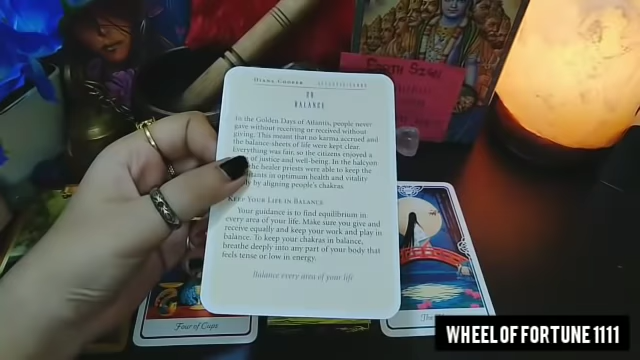 Diana Cooper
BALANCE
In the Golden Days of Atlantis, people never
gave without receiving or received without
giving. This meant that no karma accrued and
the balance sheets of life were kept clear.
Everything was fair, so the citizens enjoyed a
of justice and well-being. In the halcyon
healer priests were able to keep the
in optimum health and vitality
by aligning people's chakras.
Keep Your Life in Balance
Your guidance is to find equilibrium in
every area of your life. Make sure you give and
receive equally and keep your work and play in
balance. To keep your chakras in balance,
breathe deeply into any part of your body that
feels tense or low in energy.
Balance every area of your life
Earth Sign
Four of Cups
The
WHEEL OF FORTUNE 1111